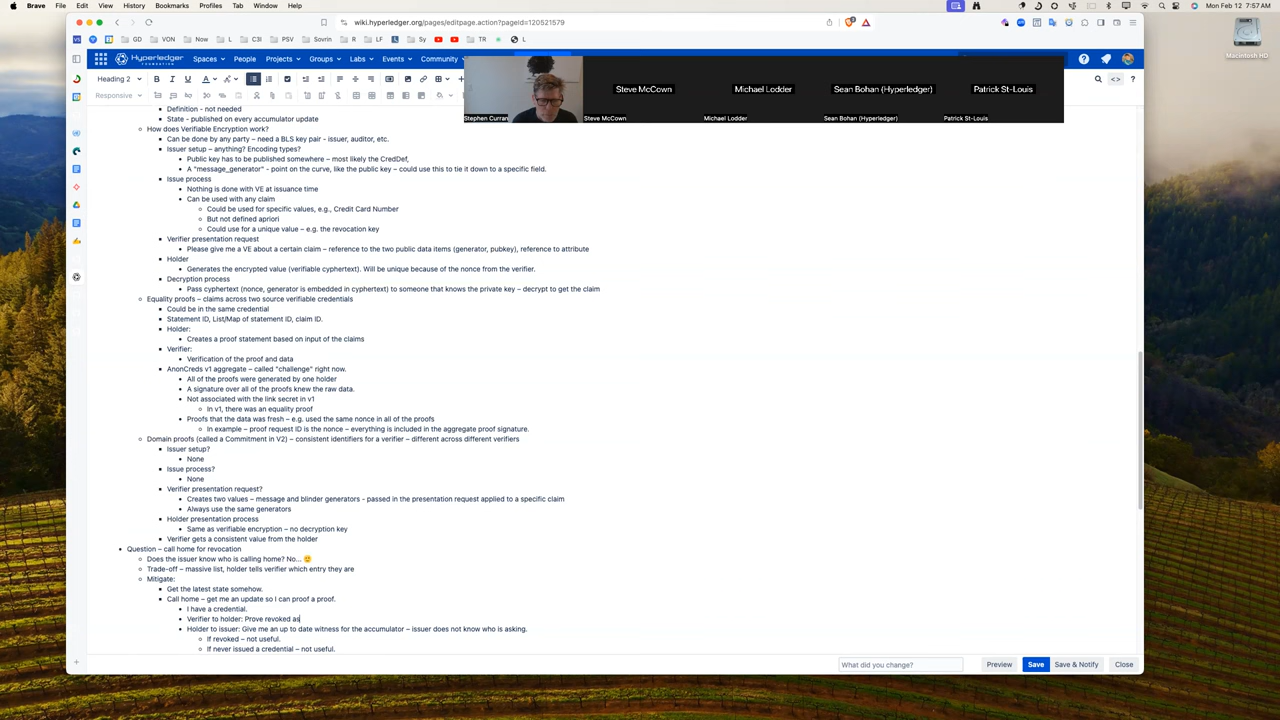 Brave File Edit View History Bookmarks Profiles Tab Window Help
Mon Feb 12 7:57 AM
wiki.hyperledger.org/pages/editpage.action?pageId=120521579
GD VON Now L C3I PSV Sovrin R LF Sy TR L
HYPERLEDGER FOUNDATION Spaces People Projects Groups Labs Events Community
Heading 2
Responsive
Steve McCown Michael Lodder Sean Bohan (Hyperledger) Patrick St-Louis
Stephen Curran Steve McCown Michael Lodder Sean Bohan (Hyperledger) Patrick St-Louis
Macintosh HD
Definition - not needed
State - published on every accumulator update
How does Verifiable Encryption work?
Can be done by any party – need a BLS key pair - issuer, auditor, etc.
Issuer setup – anything? Encoding types?
Public key has to be published somewhere – most likely the CredDef,
A "message_generator" - point on the curve, like the public key – could use this to tie it down to a specific field.
Issue process
Nothing is done with VE at issuance time
Can be used with any claim
Could be used for specific values, e.g., Credit Card Number
But not defined apriori
Could use for a unique value – e.g. the revocation key
Verifier presentation request
Please give me a VE about a certain claim – reference to the two public data items (generator, pubkey), reference to attribute
Holder
Generates the encrypted value (verifiable cyphertext). Will be unique because of the nonce from the verifier.
Decryption process
Pass cyphertext (nonce, generator is embedded in cyphertext) to someone that knows the private key – decrypt to get the claim
Equality proofs – claims across two source verifiable credentials
Could be in the same credential
Statement ID, List/Map of statement ID, claim ID.
Holder:
Creates a proof statement based on input of the claims
Verifier:
Verification of the proof and data
AnonCreds v1 aggregate – called "challenge" right now.
All of the proofs were generated by one holder
A signature over all of the proofs knew the raw data.
Not associated with the link secret in v1
In v1, there was an equality proof
Proofs that the data was fresh – e.g. used the same nonce in all of the proofs
In example – proof request ID is the nonce – everything is included in the aggregate proof signature.
Domain proofs (called a Commitment in V2) – consistent identifiers for a verifier – different across different verifiers
Issuer setup?
None
Issue process?
None
Verifier presentation request?
Creates two values – message and blinder generators - passed in the presentation request applied to a specific claim
Always use the same generators
Holder presentation process
Same as verifiable encryption – no decryption key
Verifier gets a consistent value from the holder
Question – call home for revocation
Does the issuer know who is calling home? No... 🙂
Trade-off – massive list, holder tells verifier which entry they are
Mitigate:
Get the latest state somehow.
Call home – get me an update so I can proof a proof.
I have a credential.
Verifier to holder: Prove revoked as
Holder to issuer: Give me an up to date witness for the accumulator – issuer does not know who is asking.
If revoked – not useful.
If never issued a credential – not useful.
What did you change? Preview Save Save & Notify Close